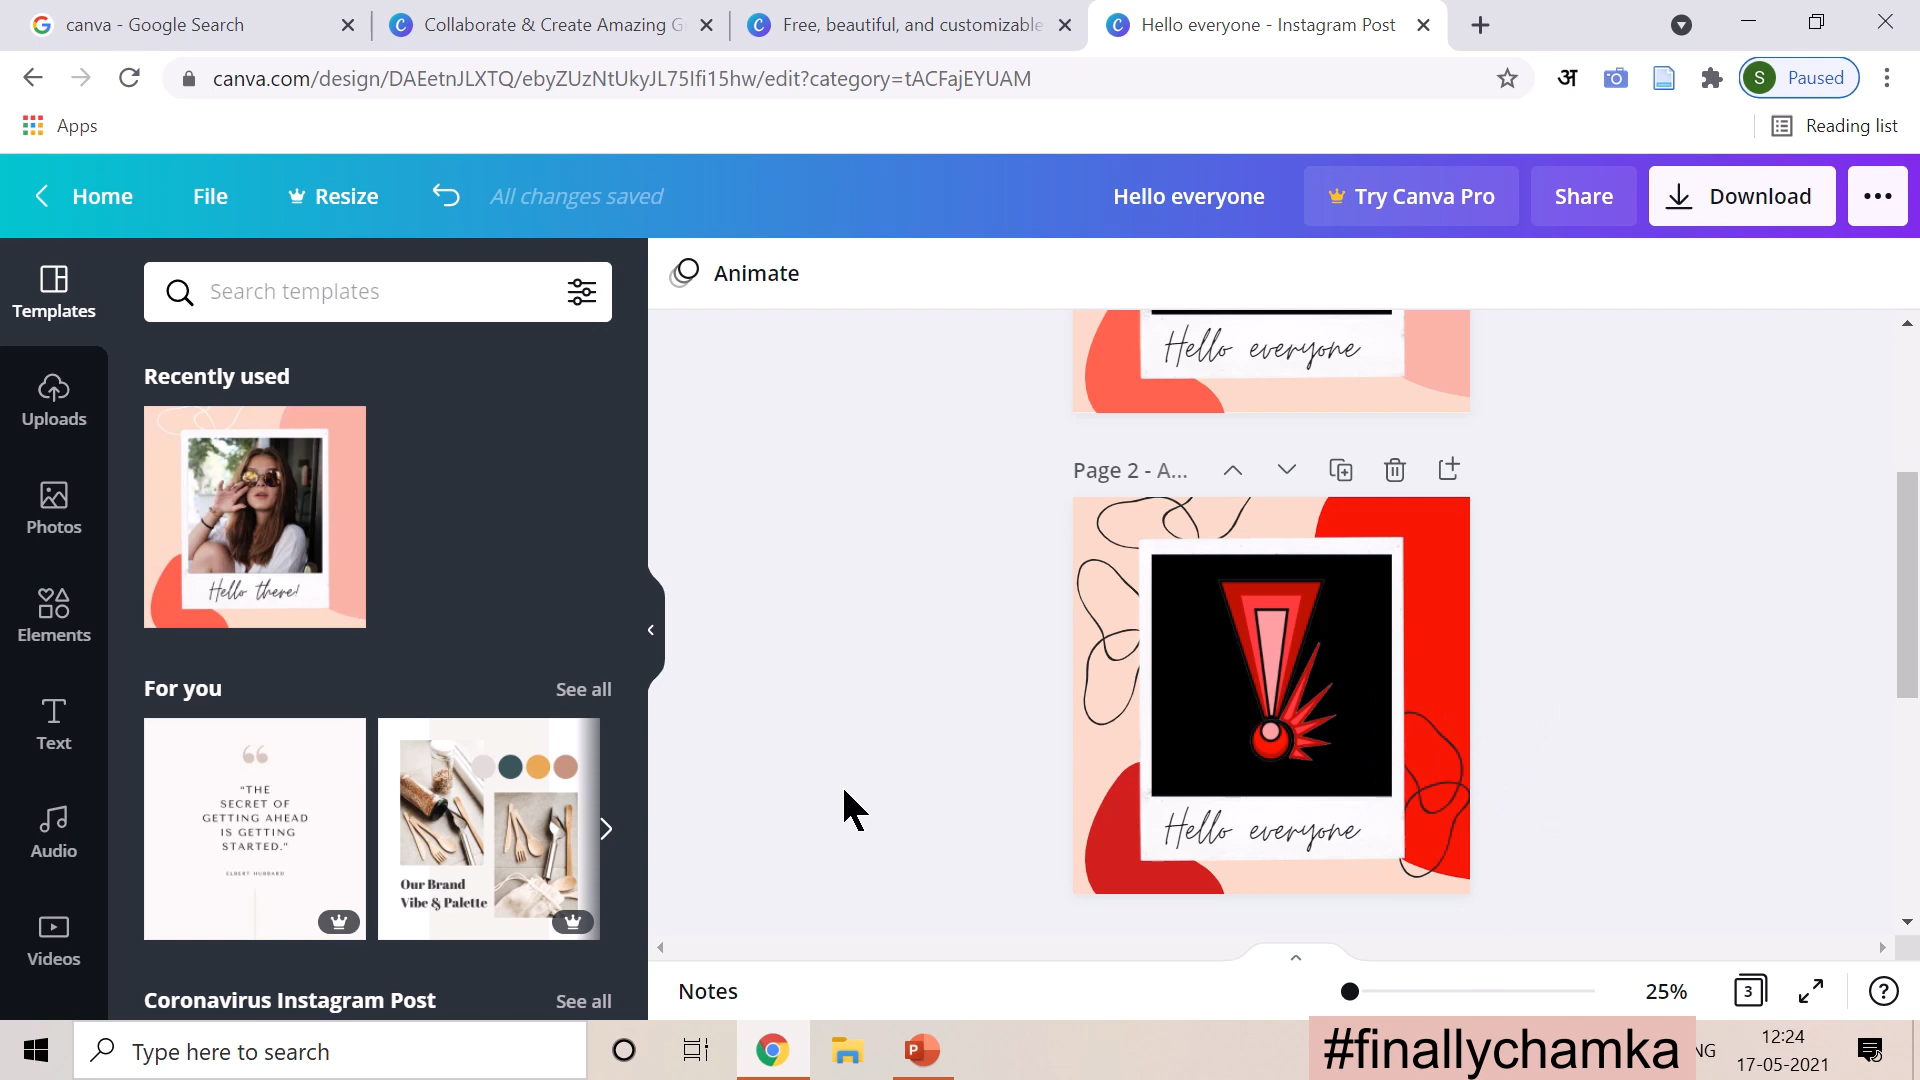 canva - Google Search
Collaborate & Create Amazing G
Free, beautiful, and customizable
Hello everyone - Instagram Post
canva.com/design/DAEetnJLXTQ/ebyZUzNtUkyJL75Ifi15hw/edit?category=tACFajEYUAM
अ
S
Paused
Apps
Reading list
Home
File
Resize
All changes saved
Hello everyone
Try Canva Pro
Share
Download
Templates
Search templates
Animate
Uploads
Recently used
Hello there!
Hello everyone
Photos
Page 2 - A...
Elements
For you
See all
Text
"THE
SECRET OF
GETTING AHEAD
IS GETTING
STARTED."
ELBERT HUBBARD
Our Brand
Vibe & Palette
Hello everyone
Audio
Videos
Coronavirus Instagram Post
See all
Notes
25%
3
Type here to search
#finallychamka
NG
12:24
17-05-2021